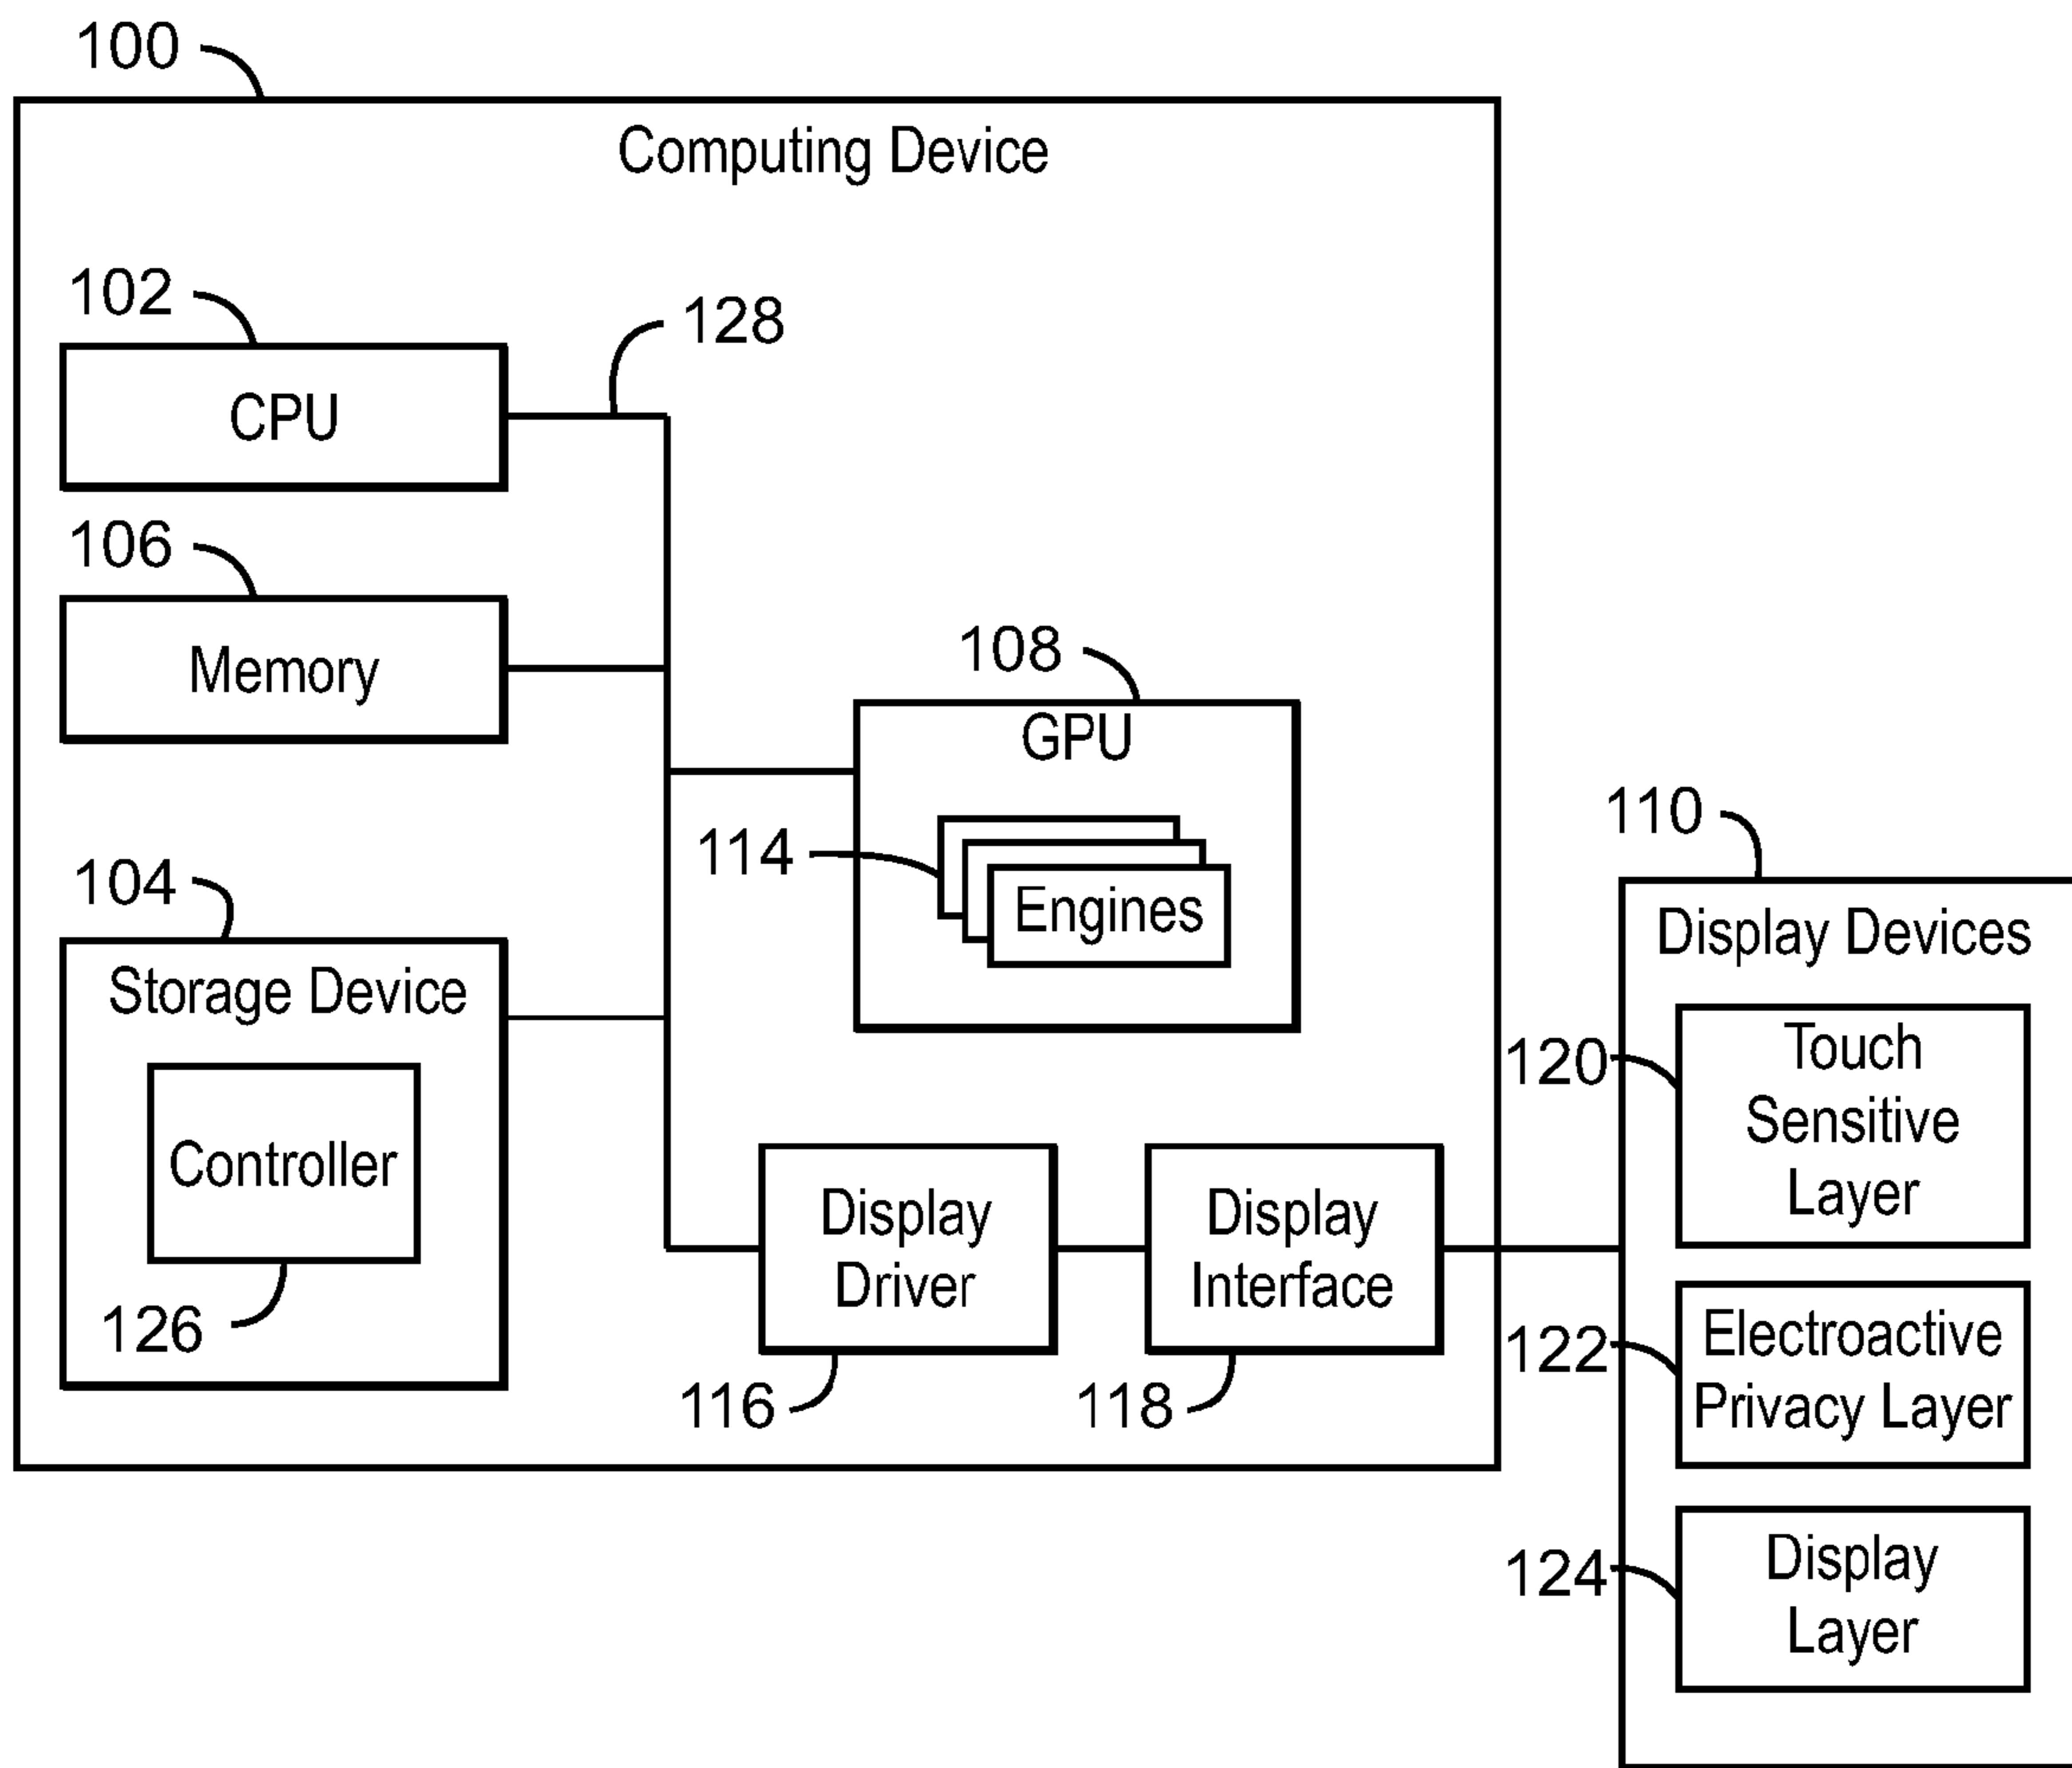 100
Computing Device
102
128
CPU
106
Memory
108
GPU
114
Engines
104
Storage Device
Controller
126
Display
Driver
116
Display
Interface
118
110
Display Devices
120
Touch
Sensitive
Layer
122
Electroactive
Privacy Layer
124
Display
Layer